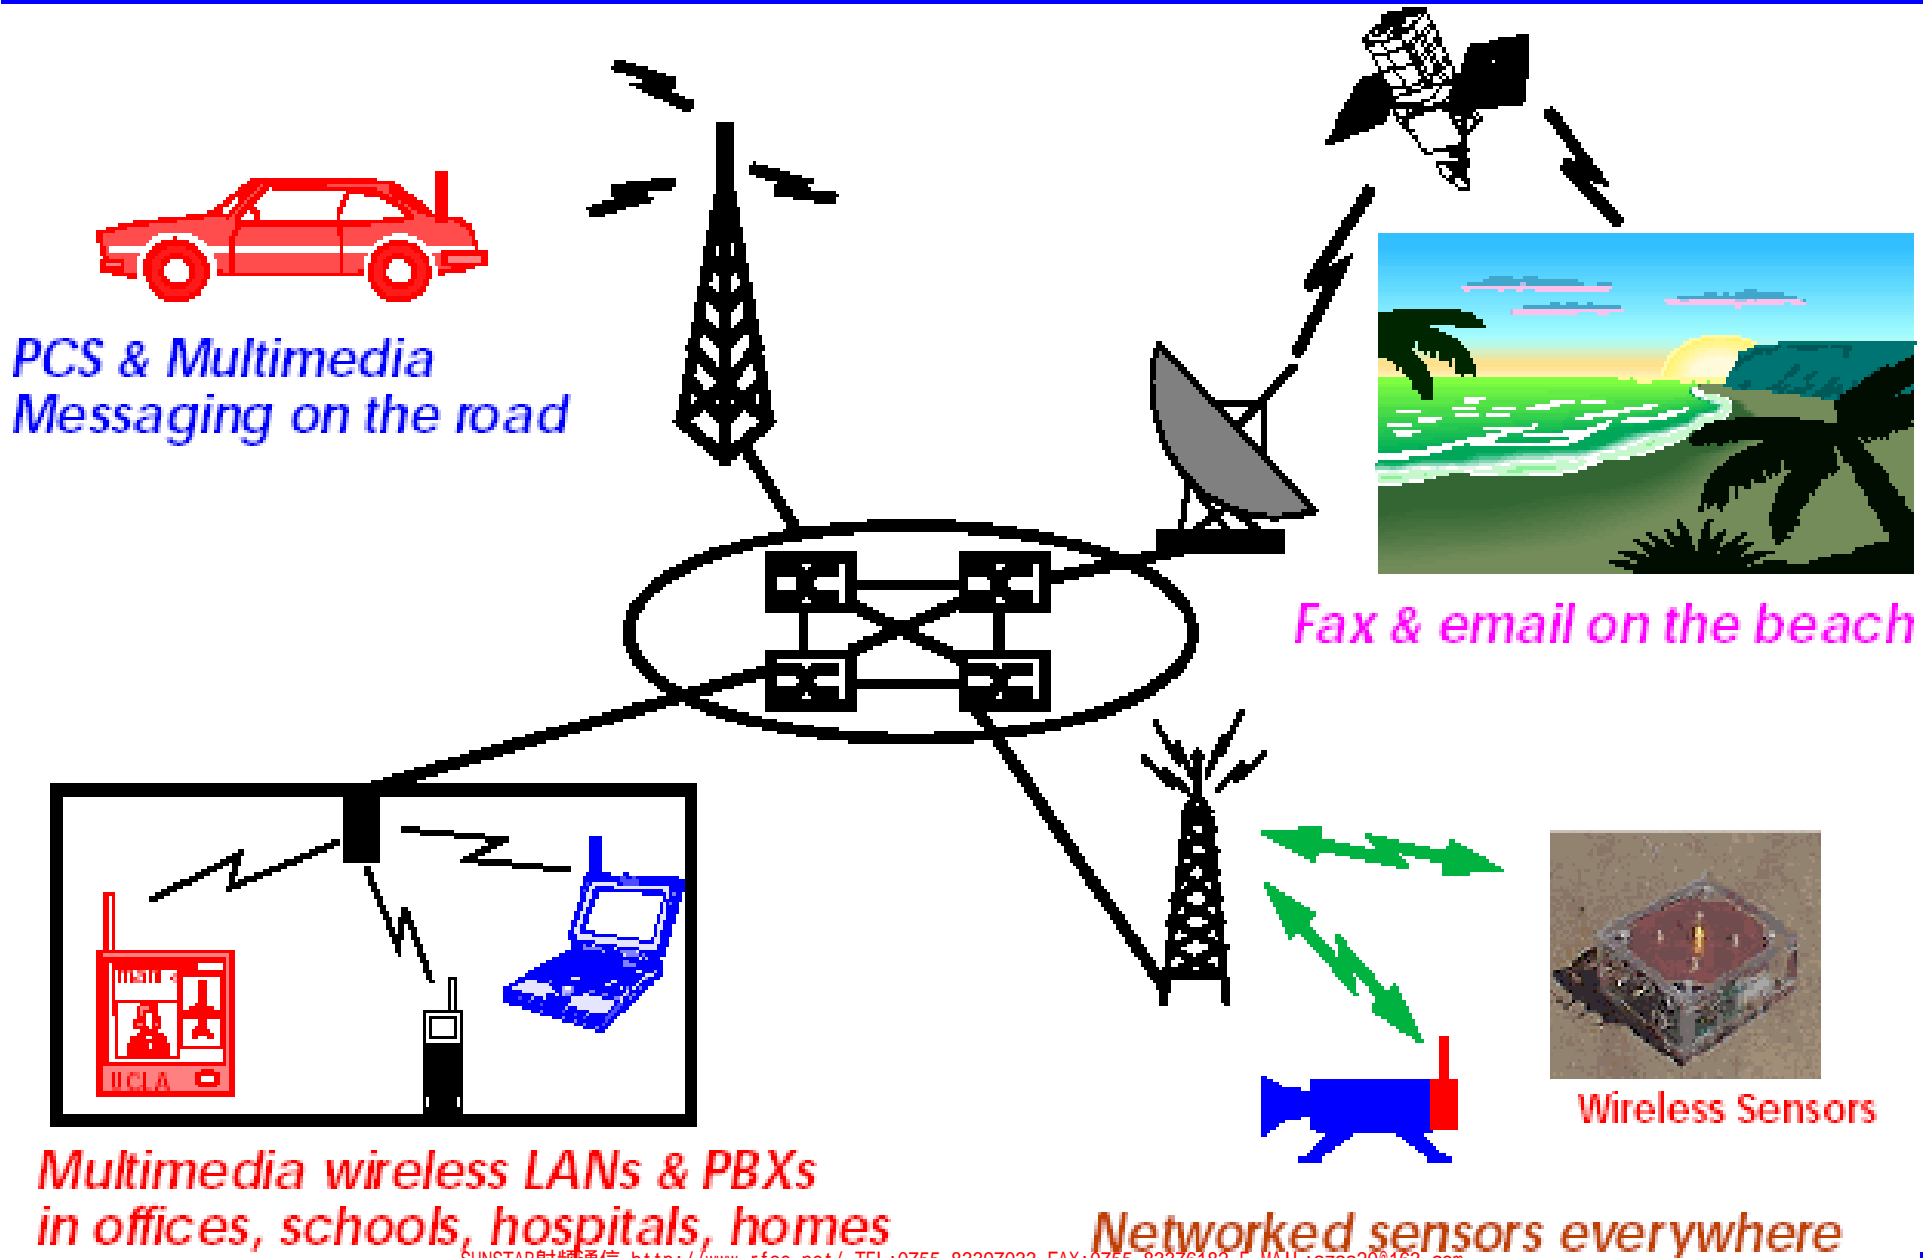 PCS & Multimedia
Messaging on the road
Fax & email on the beach
UCLA
Wireless Sensors
Multimedia wireless LANs & PBXs
in offices, schools, hospitals, homes
Networked sensors everywhere